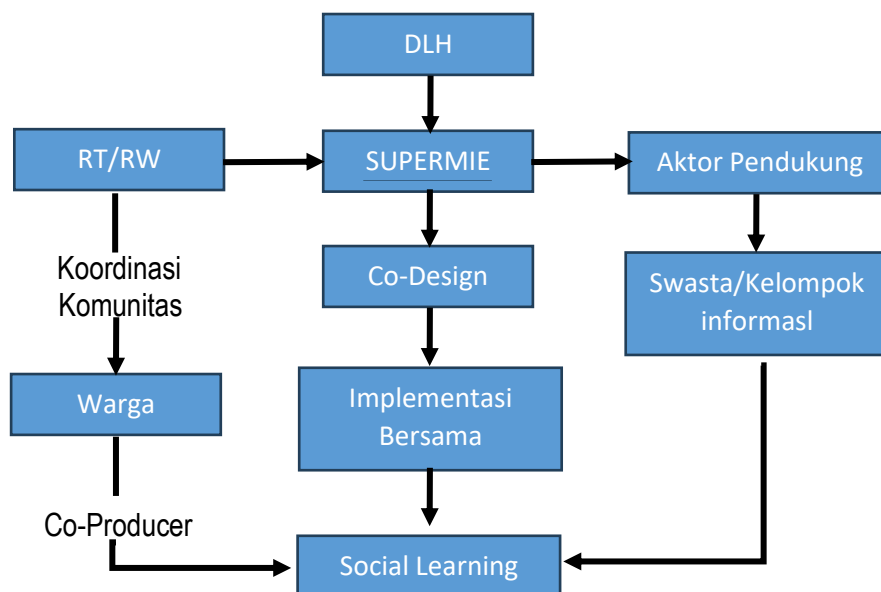 DLH
RT/RW
SUPERMIE
Aktor Pendukung
Koordinasi
Komunitas
Co-Design
Swasta/Kelompok
informasI
Warga
Implementasi
Bersama
Co-Producer
Social Learning